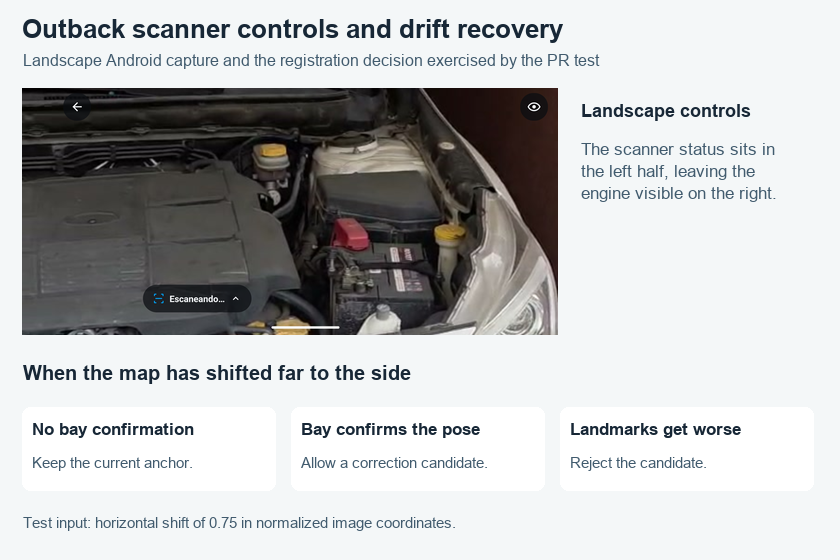 Outback scanner controls and drift recovery
Landscape Android capture and the registration decision exercised by the PR test
Escaneando...
Landscape controls
The scanner status sits in
the left half, leaving the
engine visible on the right.
When the map has shifted far to the side
No bay confirmation
Keep the current anchor.
Bay confirms the pose
Allow a correction candidate.
Landmarks get worse
Reject the candidate.
Test input: horizontal shift of 0.75 in normalized image coordinates.